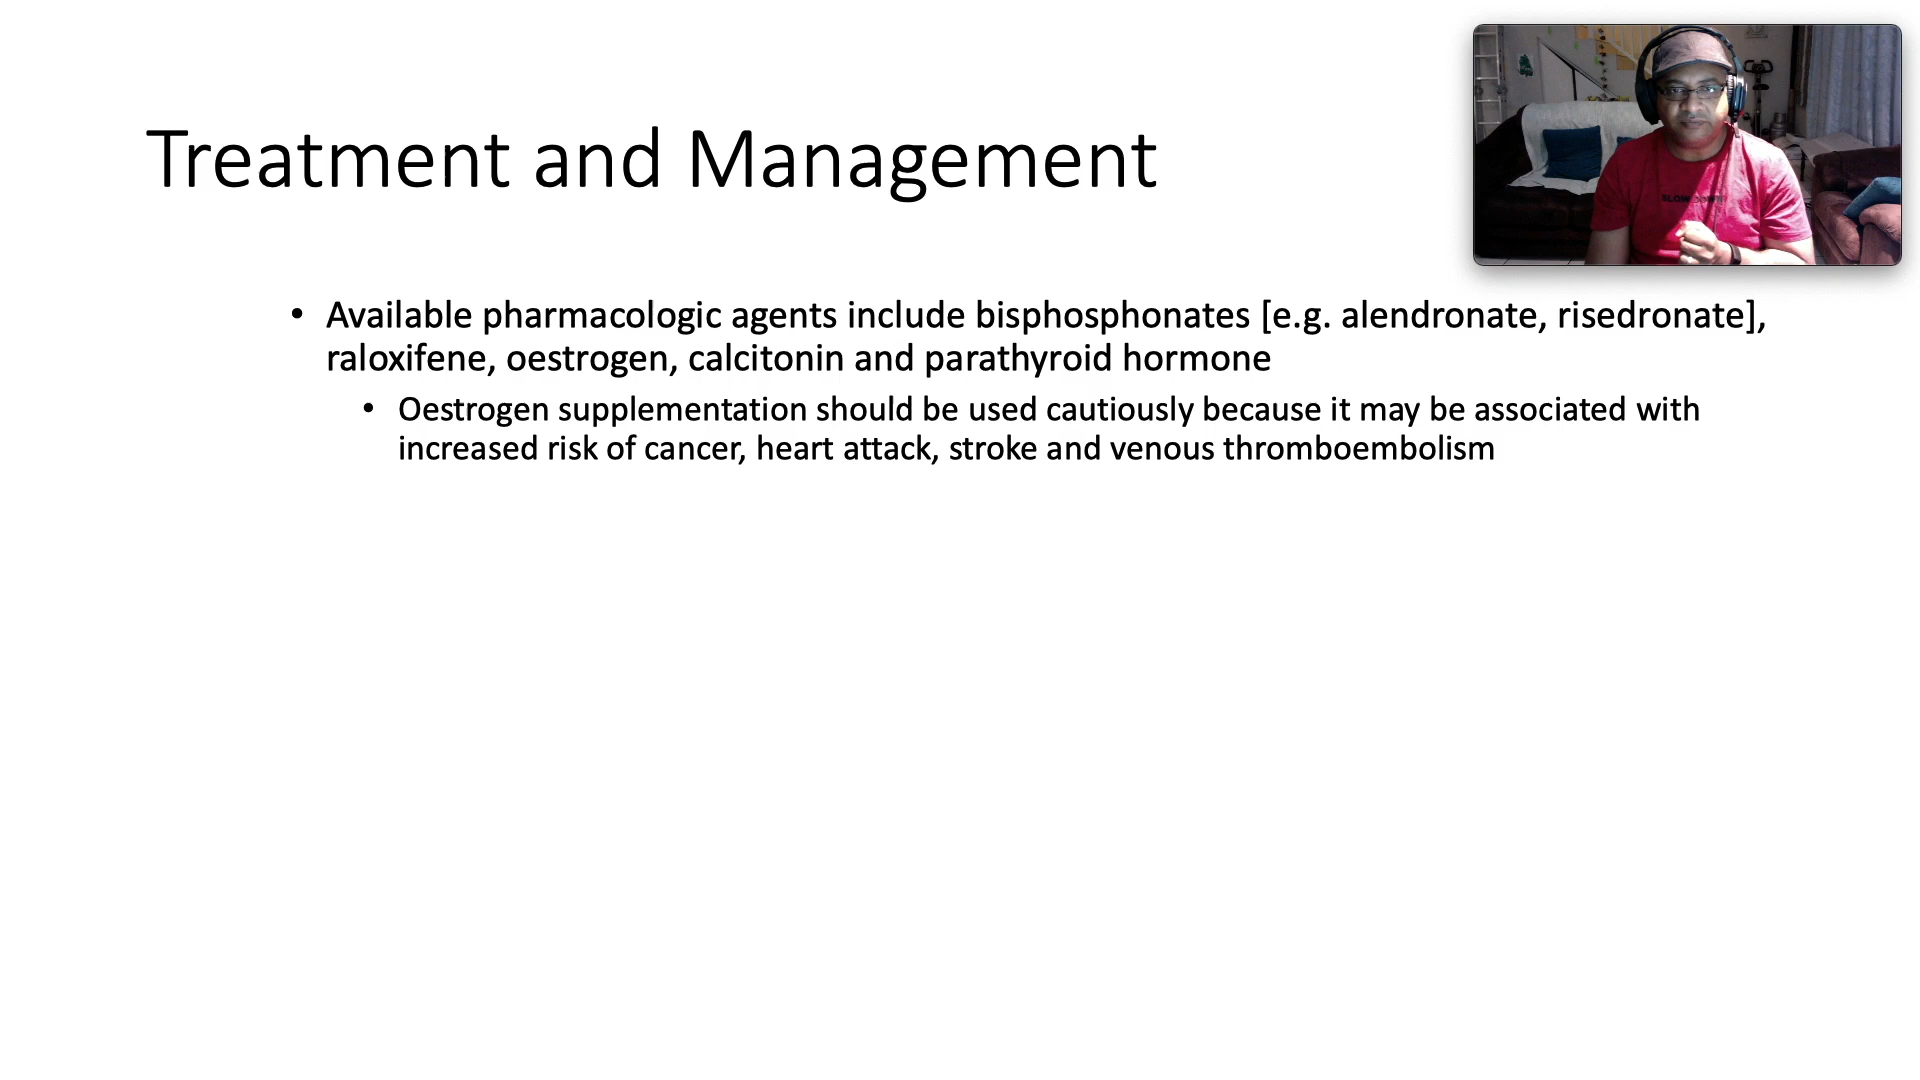 Treatment and Management
• Available pharmacologic agents include bisphosphonates [e.g. alendronate, risedronate],
raloxifene, oestrogen, calcitonin and parathyroid hormone
• Oestrogen supplementation should be used cautiously because it may be associated with
increased risk of cancer, heart attack, stroke and venous thromboembolism